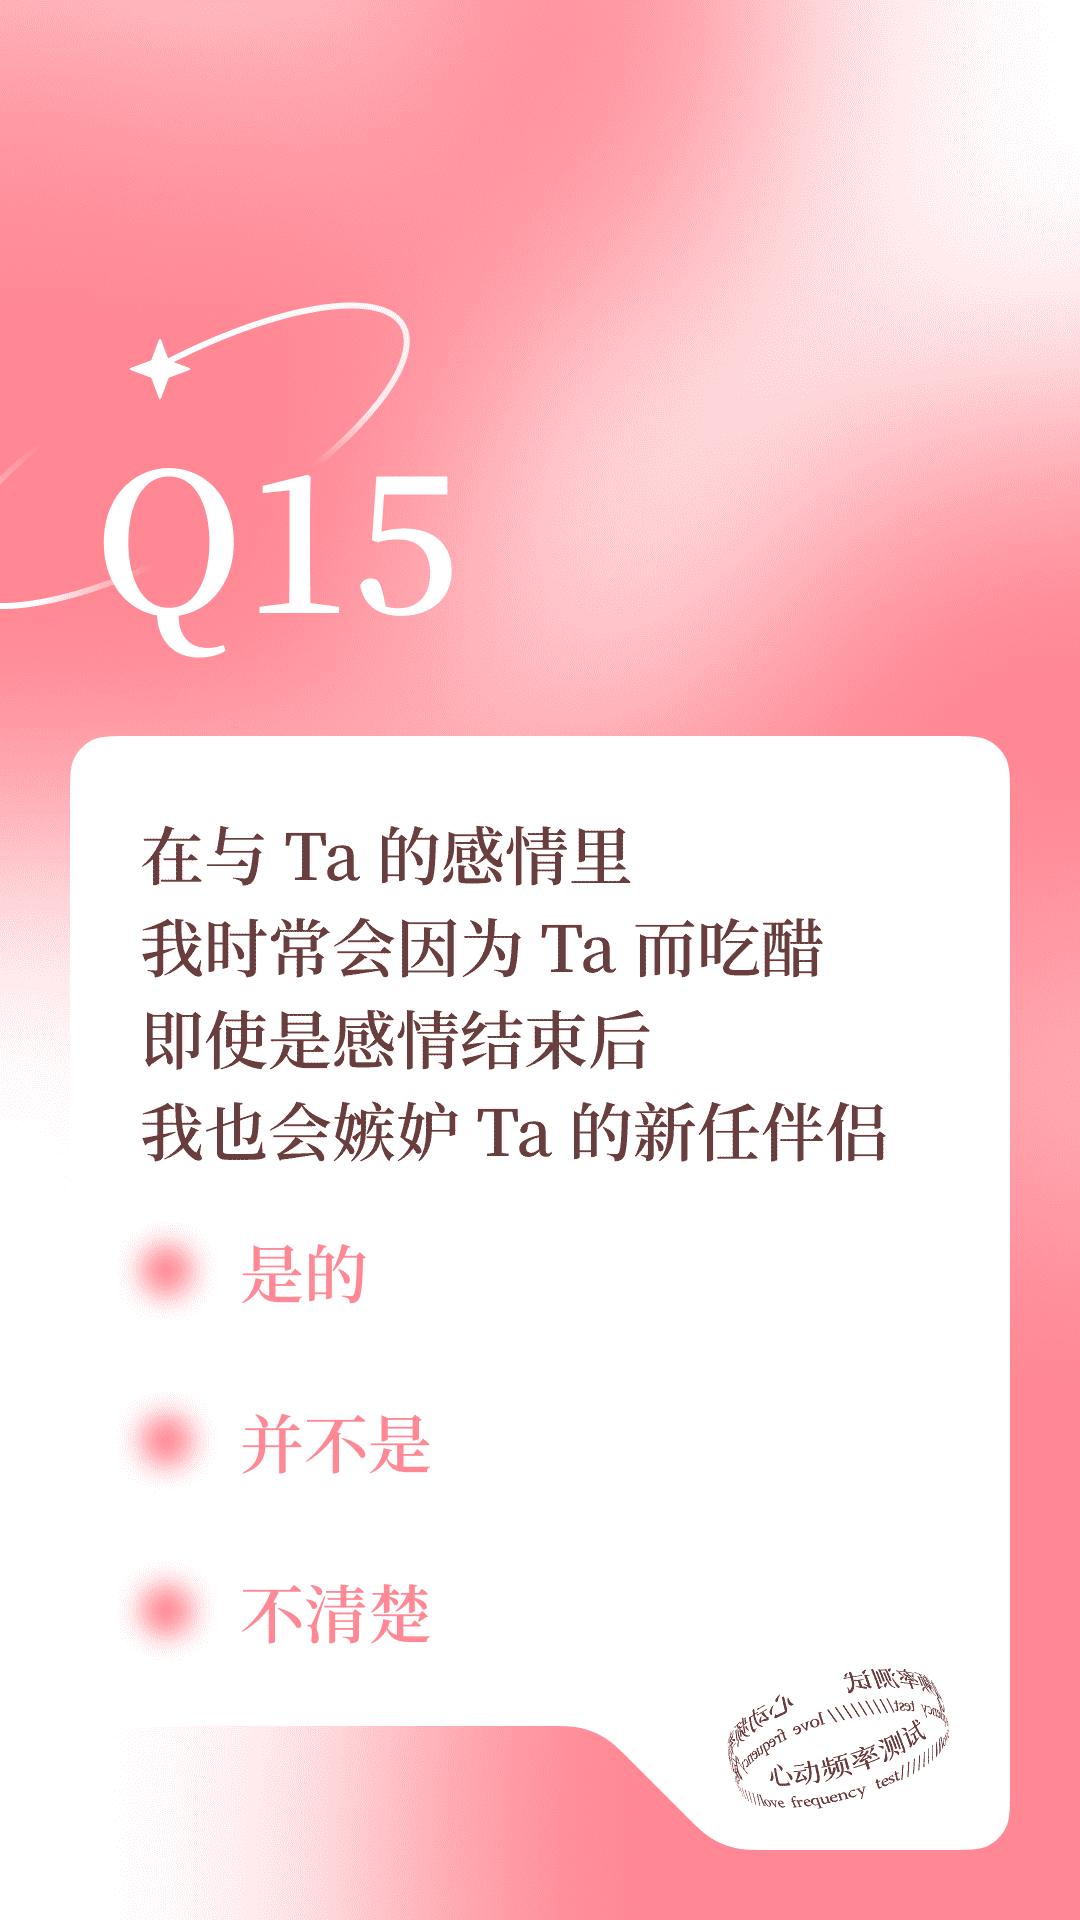 Q15
在与 Ta 的感情里
我时常会因为 Ta 而吃醋
即使是感情结束后
我也会嫉妒 Ta 的新任伴侣
是的
并不是
不清楚
心动频率测试
love frequency test
心动频率测试
love frequency test